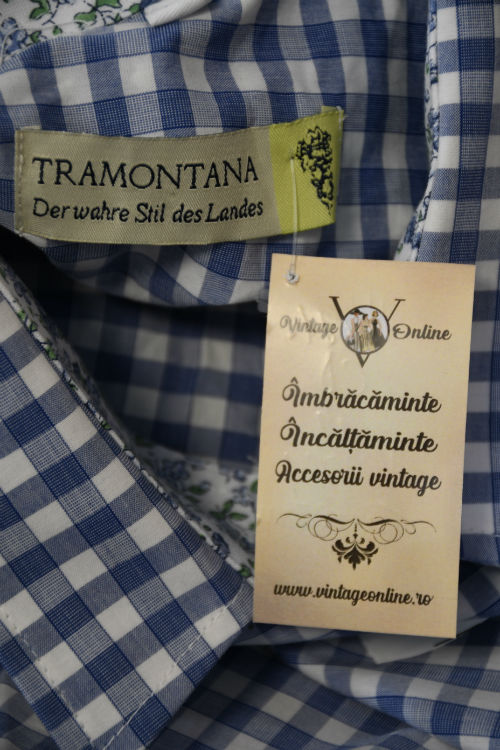 TRAMONTANA
Der wahre Stil des Landes
Vintage Online
Îmbrăcăminte
Încălțăminte
Accesorii vintage
www.vintageonline.ro